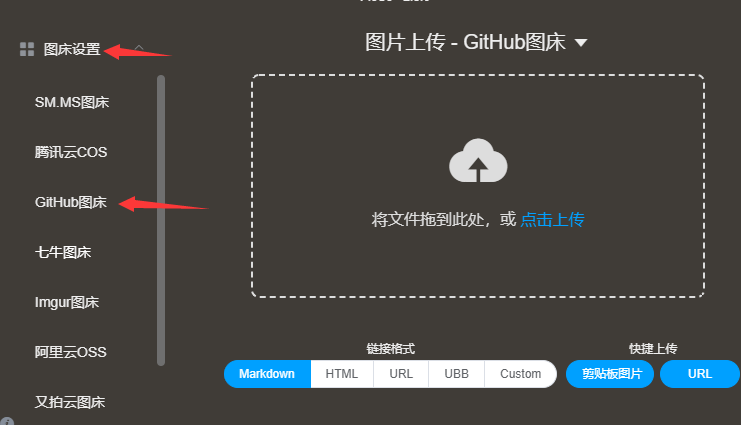 图床设置
SM.MS图床
腾讯云COS
GitHub图床
七牛图床
Imgur图床
阿里云OSS
又拍云图床
图片上传 - GitHub图床
将文件拖到此处，或 点击上传
链接格式
Markdown HTML URL UBB Custom
快捷上传
剪贴板图片 URL